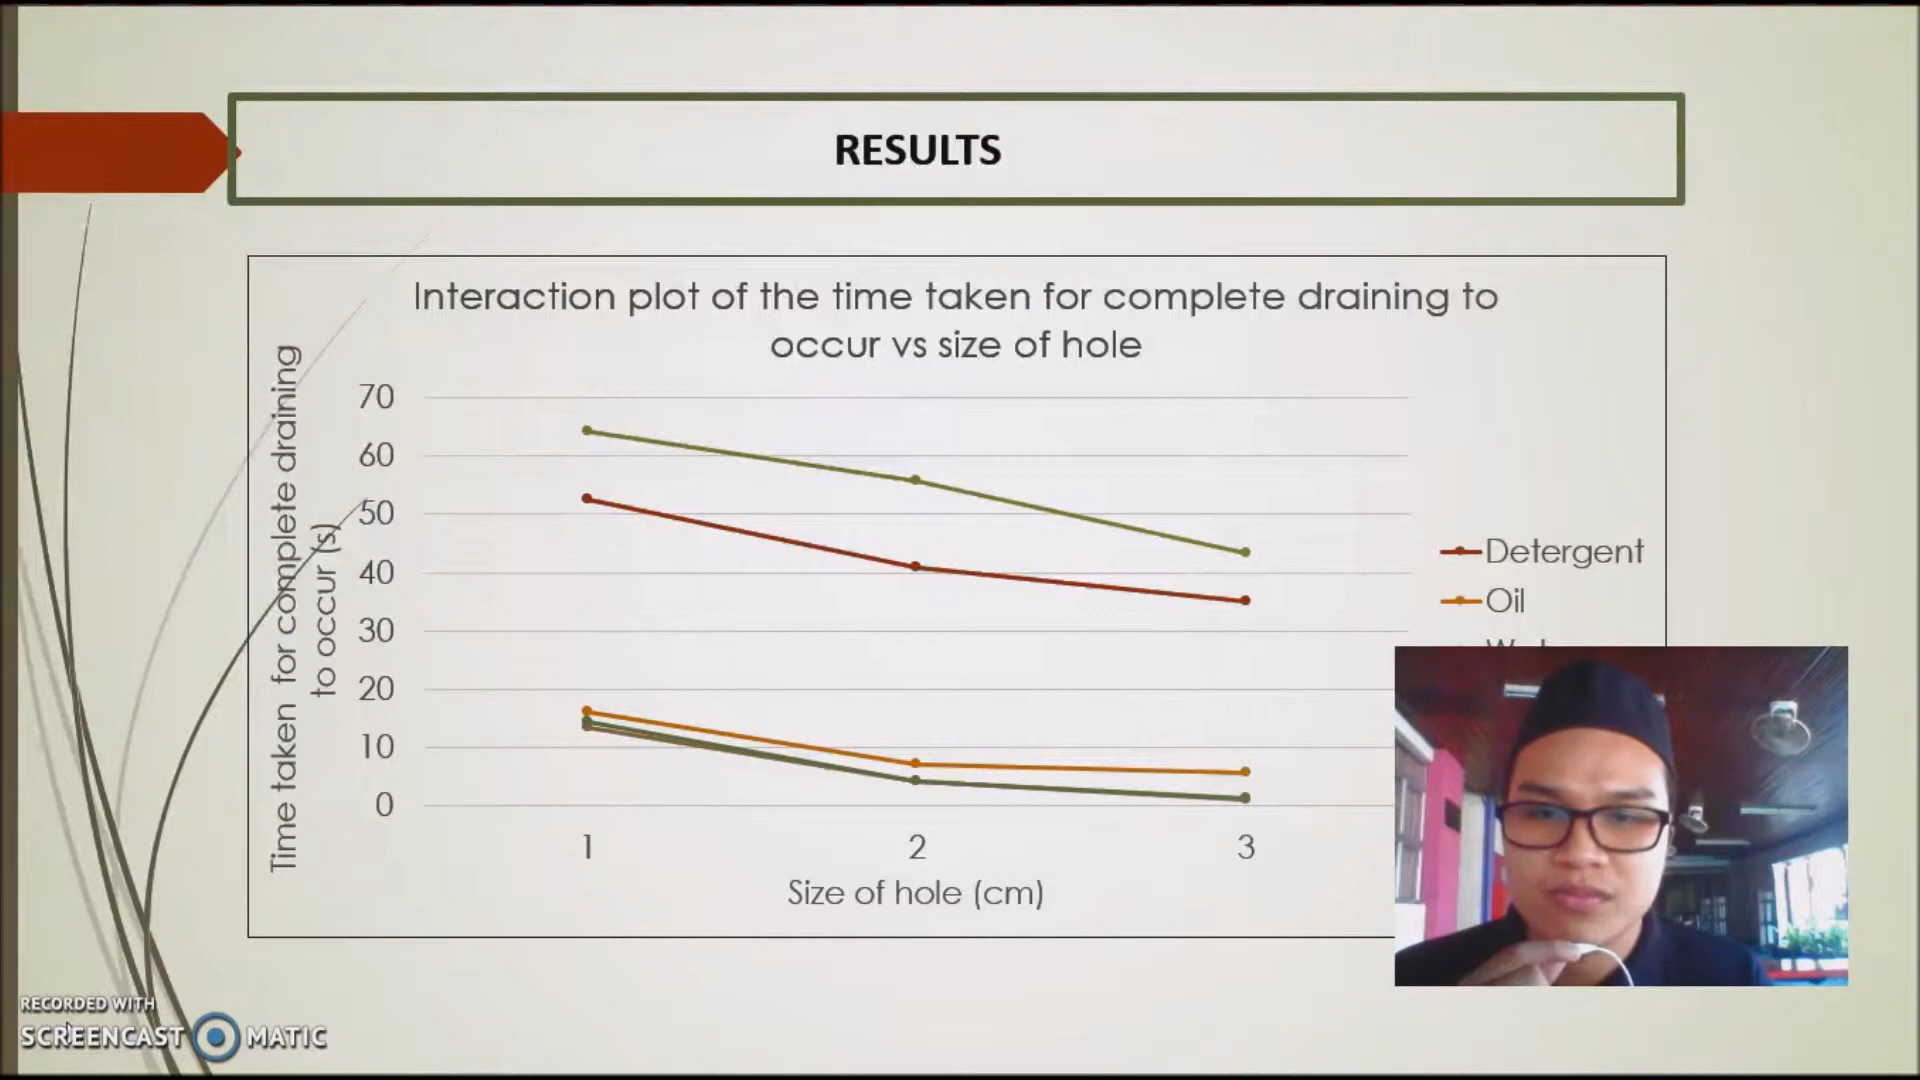 RESULTS
Interaction plot of the time taken for complete draining to
occur vs size of hole
Time taken for complete draining
to occur (s)
70
60
50
40
30
20
10
0
1
2
3
Size of hole (cm)
Detergent
Oil
RECORDED WITH
SCREENCAST MATIC